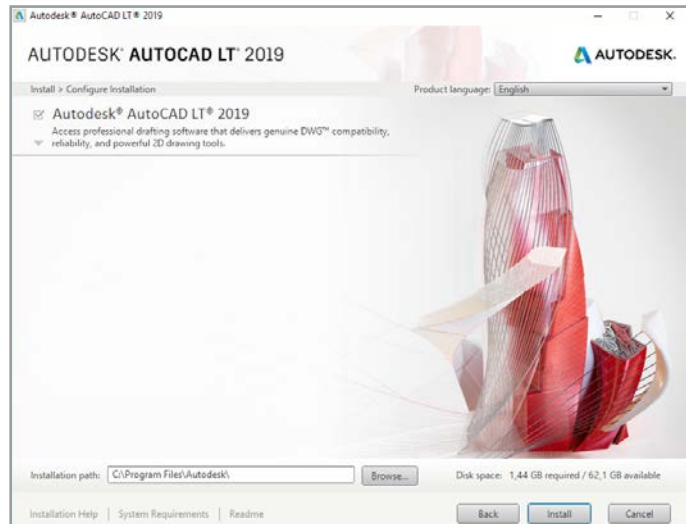 Autodesk® AutoCAD LT® 2019
AUTODESK® AUTOCAD LT® 2019
AUTODESK.
Install > Configure Installation
Product language: English
Autodesk® AutoCAD LT® 2019
Access professional drafting software that delivers genuine DWG™ compatibility,
reliability, and powerful 2D drawing tools.
Installation path: C:\Program Files\Autodesk\ Browse...
Disk space: 1,44 GB required / 62,1 GB available
Installation Help | System Requirements | Readme
Back Install Cancel